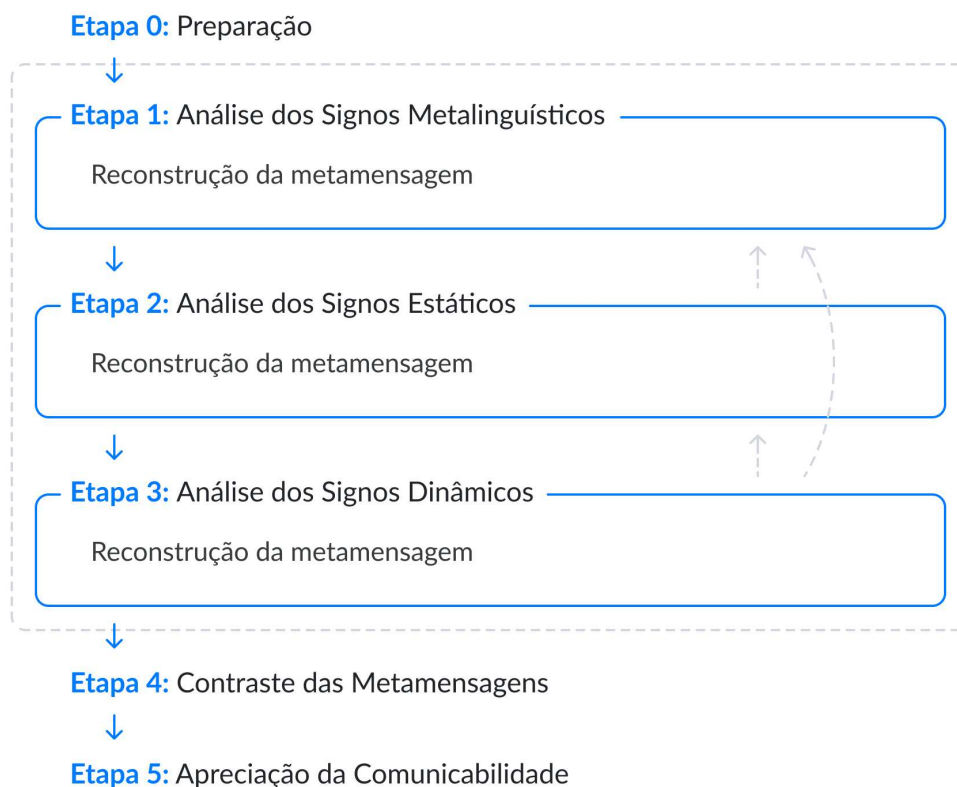 Etapa 0: Preparação
Etapa 1: Análise dos Signos Metalinguísticos
Reconstrução da metamensagem
Etapa 2: Análise dos Signos Estáticos
Reconstrução da metamensagem
Etapa 3: Análise dos Signos Dinâmicos
Reconstrução da metamensagem
Etapa 4: Contraste das Metamensagens
Etapa 5: Apreciação da Comunicabilidade